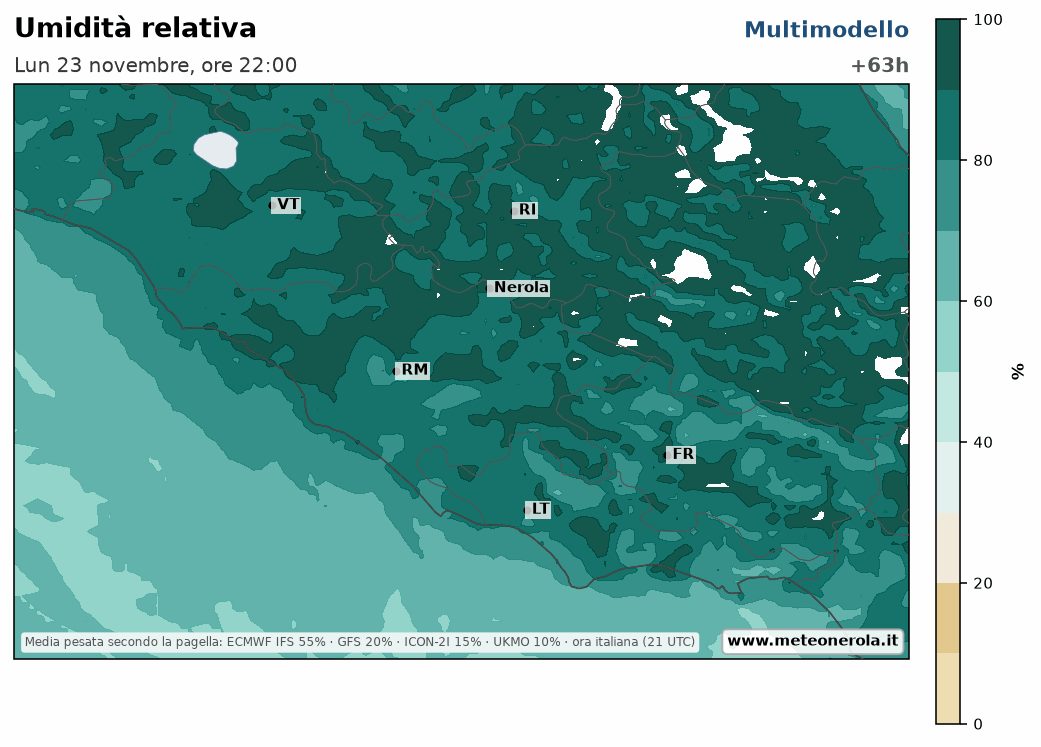 Umidità relativa
Multimodello
Lun 23 novembre, ore 22:00
+63h
100
80
60
40
20
0
%
VT
RI
Nerola
RM
FR
LT
Media pesata secondo la pagella: ECMWF IFS 55% · GFS 20% · ICON-2I 15% · UKMO 10% · ora italiana (21 UTC)
www.meteonerola.it